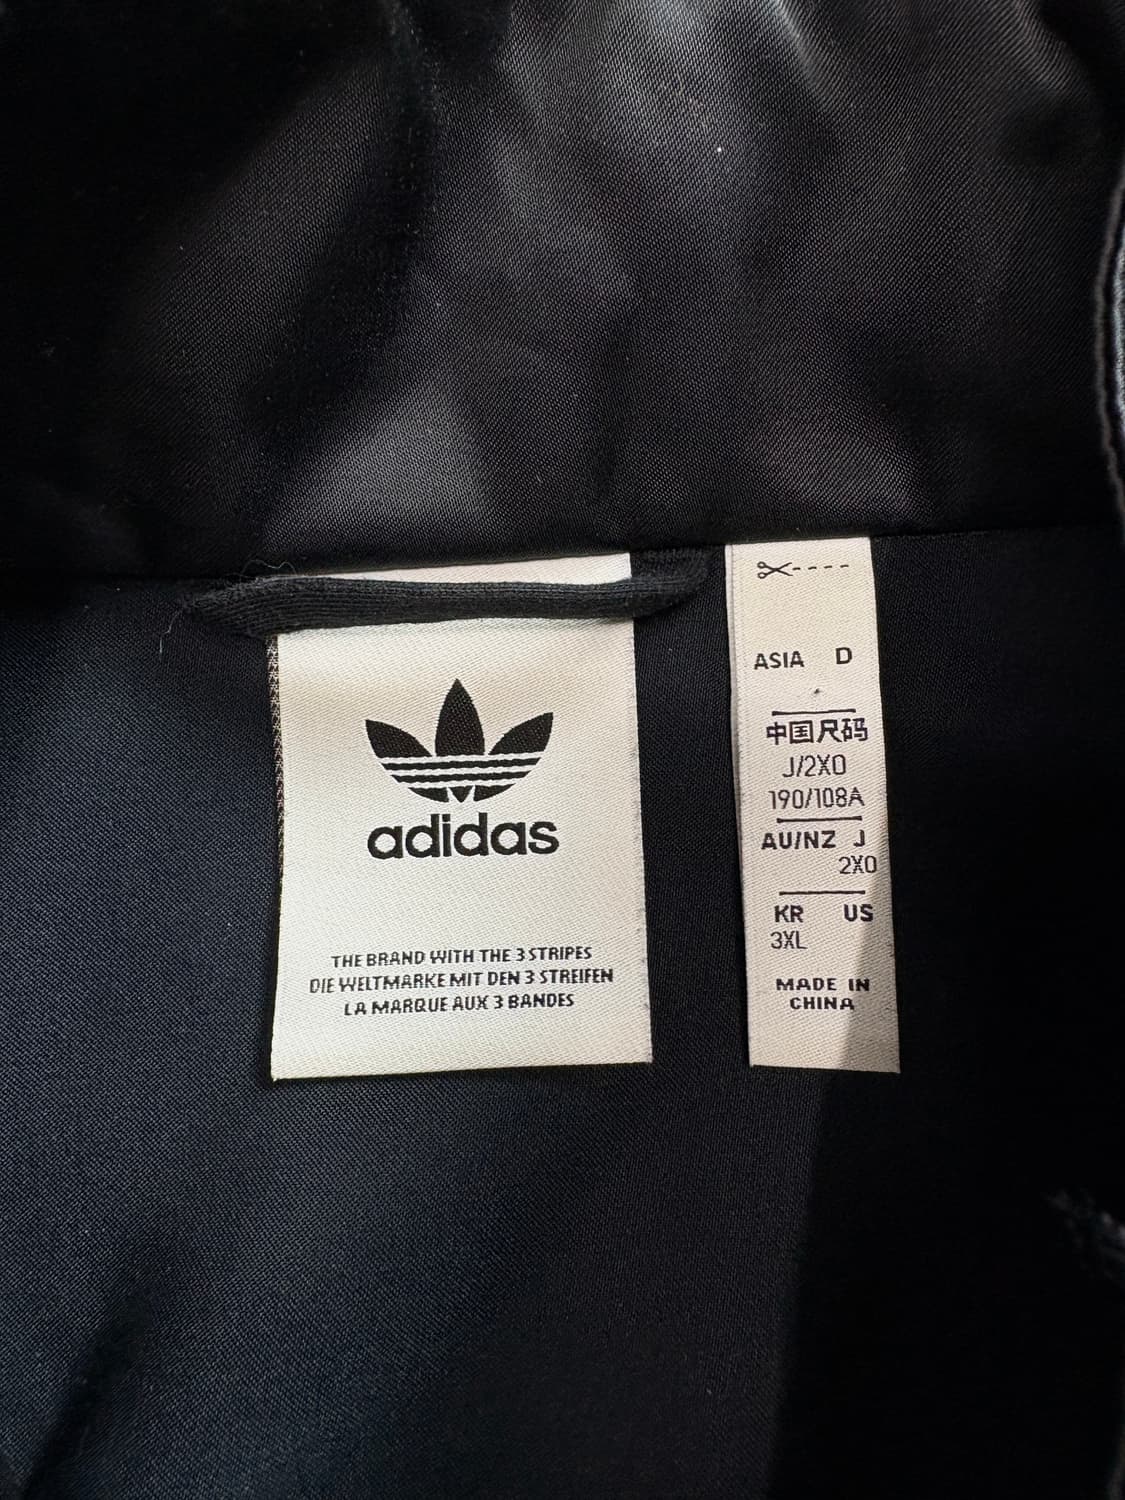 adidas
THE BRAND WITH THE 3 STRIPES
DIE WELTMARKE MIT DEN 3 STREIFEN
LA MARQUE AUX 3 BANDES
ASIA D
中国尺码
J/2XO
190/108A
AU/NZ J
2XO
KR US
3XL
MADE IN
CHINA